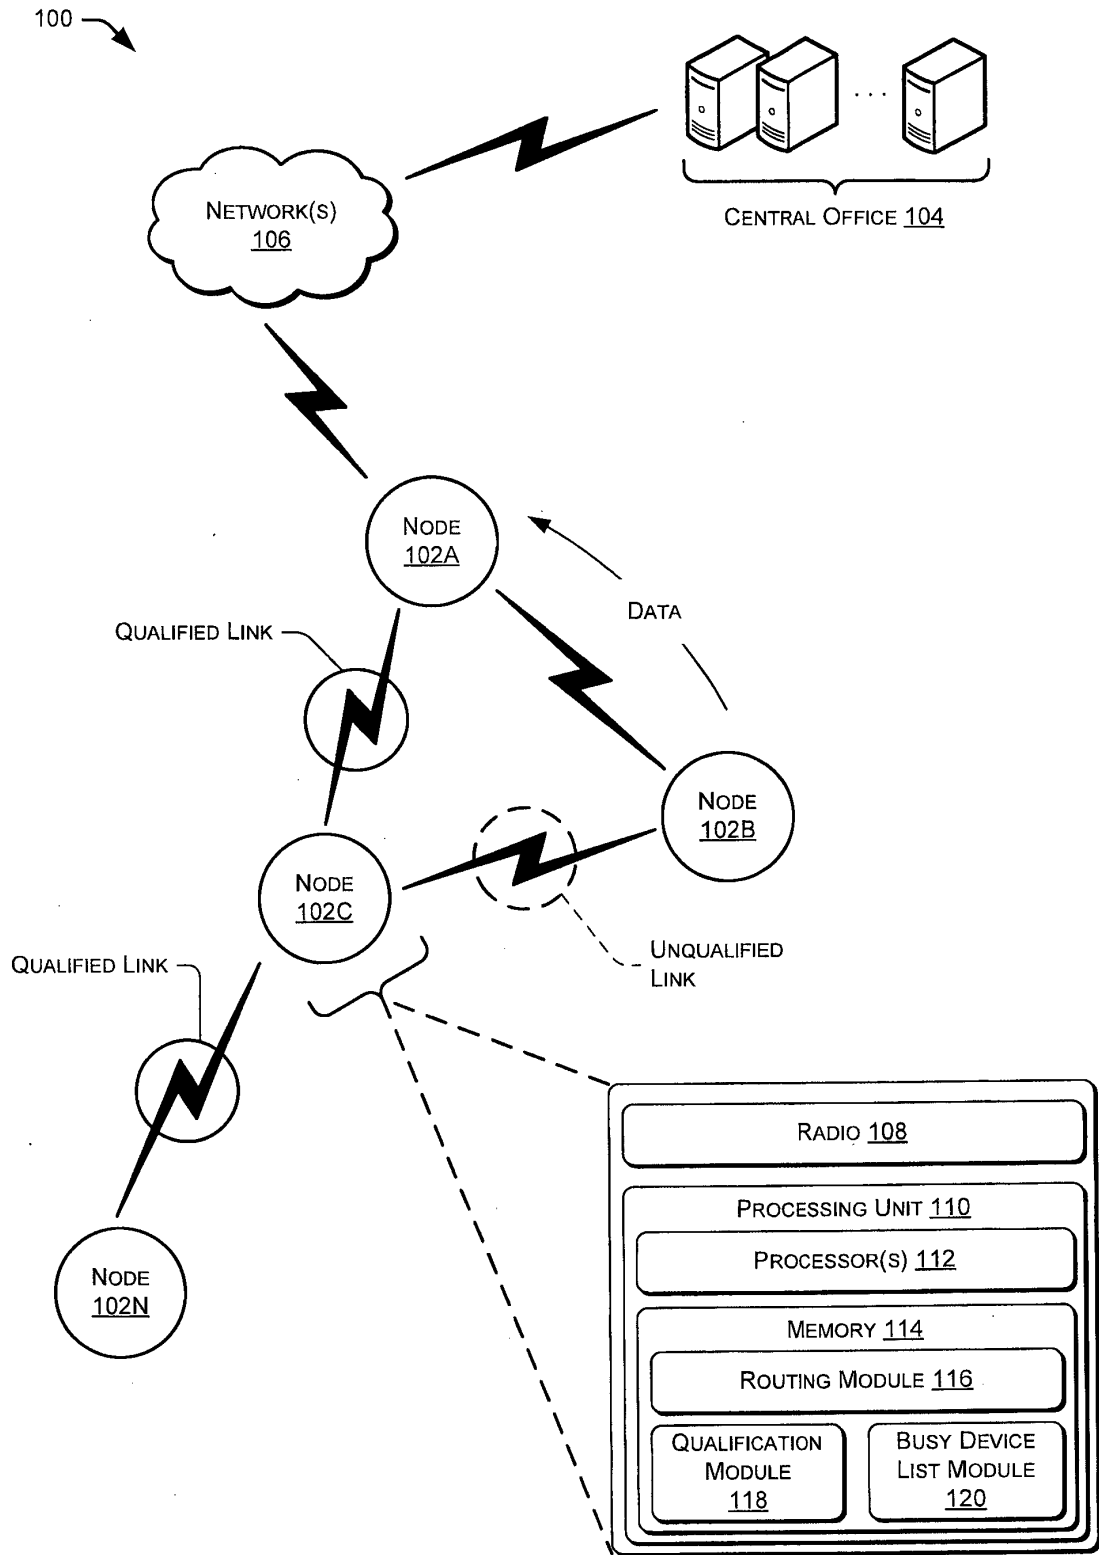 100
NETWORK(S)
106
...
CENTRAL OFFICE 104
NODE
102A
DATA
QUALIFIED LINK
NODE
102B
NODE
102C
UNQUALIFIED
LINK
QUALIFIED LINK
NODE
102N
RADIO 108
PROCESSING UNIT 110
PROCESSOR(S) 112
MEMORY 114
ROUTING MODULE 116
QUALIFICATION
MODULE
118
BUSY DEVICE
LIST MODULE
120